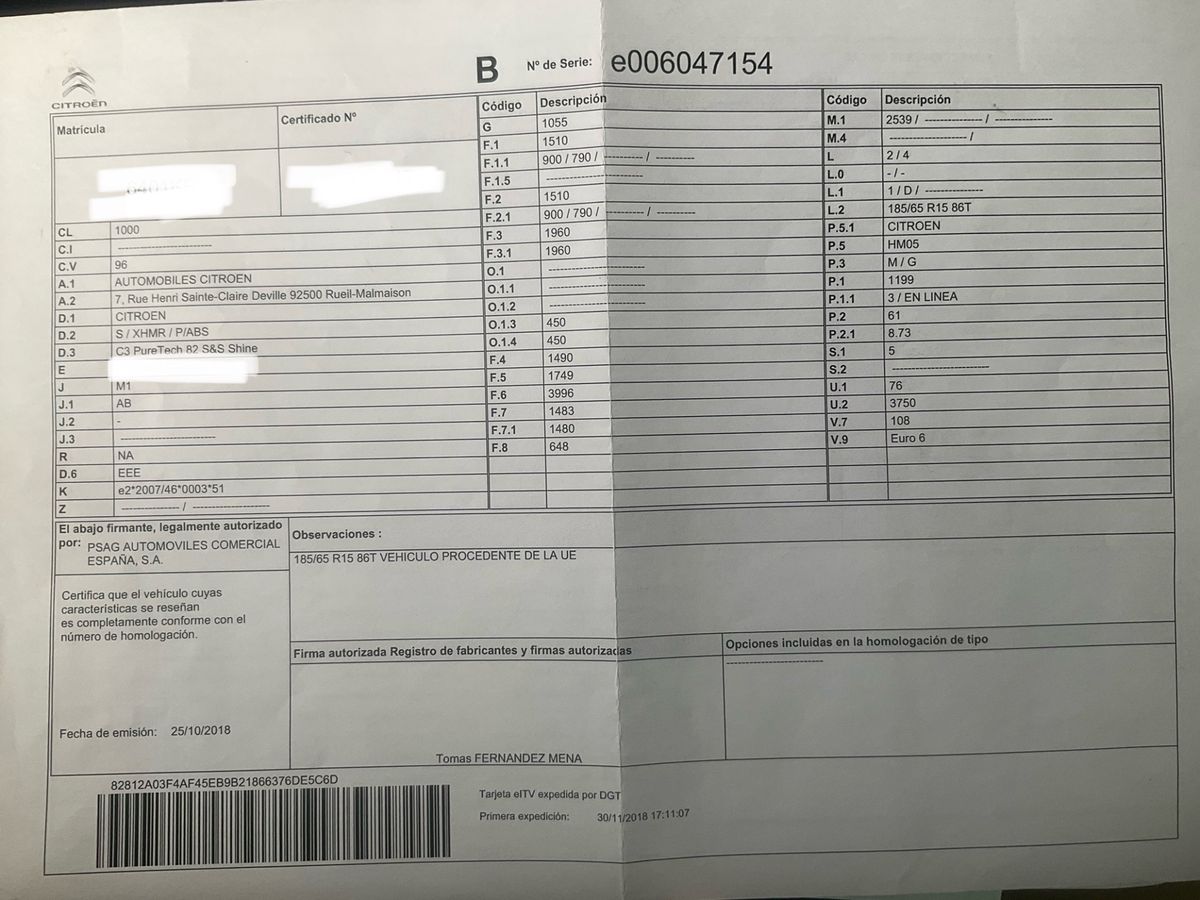 CITROËN
B Nº de Serie: e006047154
Matrícula
Certificado Nº
CL 1000
C.I ------------------------
C.V 96
A.1 AUTOMOBILES CITROEN
A.2 7, Rue Henri Sainte-Claire Deville 92500 Rueil-Malmaison
D.1 CITROEN
D.2 S / XHMR / P/ABS
D.3 C3 PureTech 82 S&S Shine
E
J M1
J.1 AB
J.2 -
J.3 ------------------------
R NA
D.6 EEE
K e2*2007/46*0003*51
Z --------------- / --------------------
Código Descripción
G 1055
F.1 1510
F.1.1 900 / 790 / ---------- / ----------
F.1.5 ------------------------
F.2 1510
F.2.1 900 / 790 / ---------- / ----------
F.3 1960
F.3.1 1960
O.1 ------------------------
O.1.1 ------------------------
O.1.2 ------------------------
O.1.3 450
O.1.4 450
F.4 1490
F.5 1749
F.6 3996
F.7 1483
F.7.1 1480
F.8 648
Código Descripción
M.1 2539 / --------------- / ---------------
M.4 -------------------- /
L 2 / 4
L.0 - / -
L.1 1 / D / ---------------
L.2 185/65 R15 86T
P.5.1 CITROEN
P.5 HM05
P.3 M / G
P.1 1199
P.1.1 3 / EN LINEA
P.2 61
P.2.1 8.73
S.1 5
S.2 ------------------------
U.1 76
U.2 3750
V.7 108
V.9 Euro 6
El abajo firmante, legalmente autorizado
por: PSAG AUTOMOVILES COMERCIAL
ESPAÑA, S.A.
Certifica que el vehículo cuyas
características se reseñan
es completamente conforme con el
número de homologación.
Fecha de emisión: 25/10/2018
Observaciones :
185/65 R15 86T VEHICULO PROCEDENTE DE LA UE
Firma autorizada Registro de fabricantes y firmas autorizadas
Tomas FERNANDEZ MENA
Opciones incluidas en la homologación de tipo
------------------------
82812A03F4AF45EB9B21866376DE5C6D
Tarjeta eITV expedida por DGT
Primera expedición: 30/11/2018 17:11:07